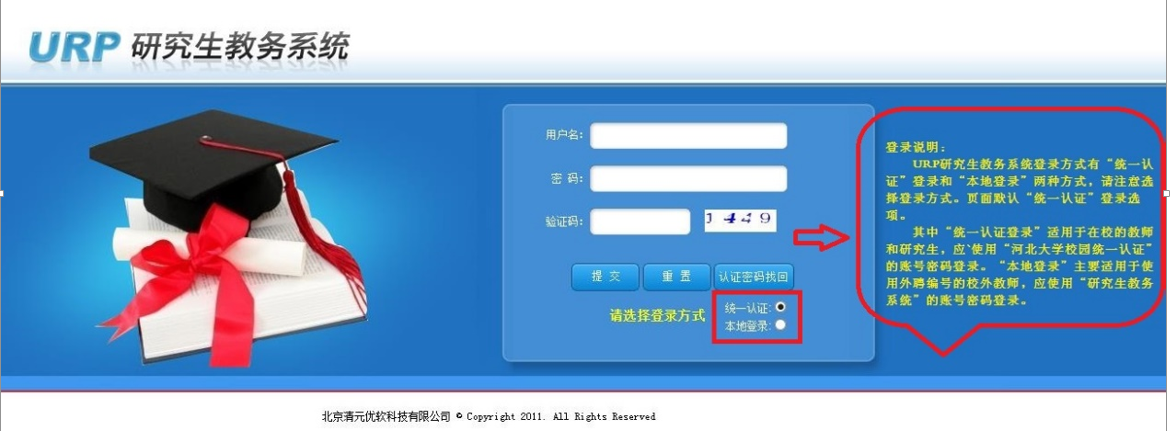 URP 研究生教务系统
用户名：
密 码：
验证码：
1 4 4 9
提 交
重 置
认证密码找回
请选择登录方式
统一认证:
本地登录:
登录说明：
URP研究生教务系统登录方式有“统一认
证”登录和“本地登录”两种方式，请注意选
择登录方式。页面默认“统一认证”登录选
项。
其中“统一认证登录”适用于在校的教师
和研究生，应`使用“河北大学校园统一认证”
的账号密码登录。“本地登录”主要适用于使
用外聘编号的校外教师，应使用“研究生教务
系统”的账号密码登录。
北京清元优软科技有限公司 © Copyright 2011. All Rights Reserved